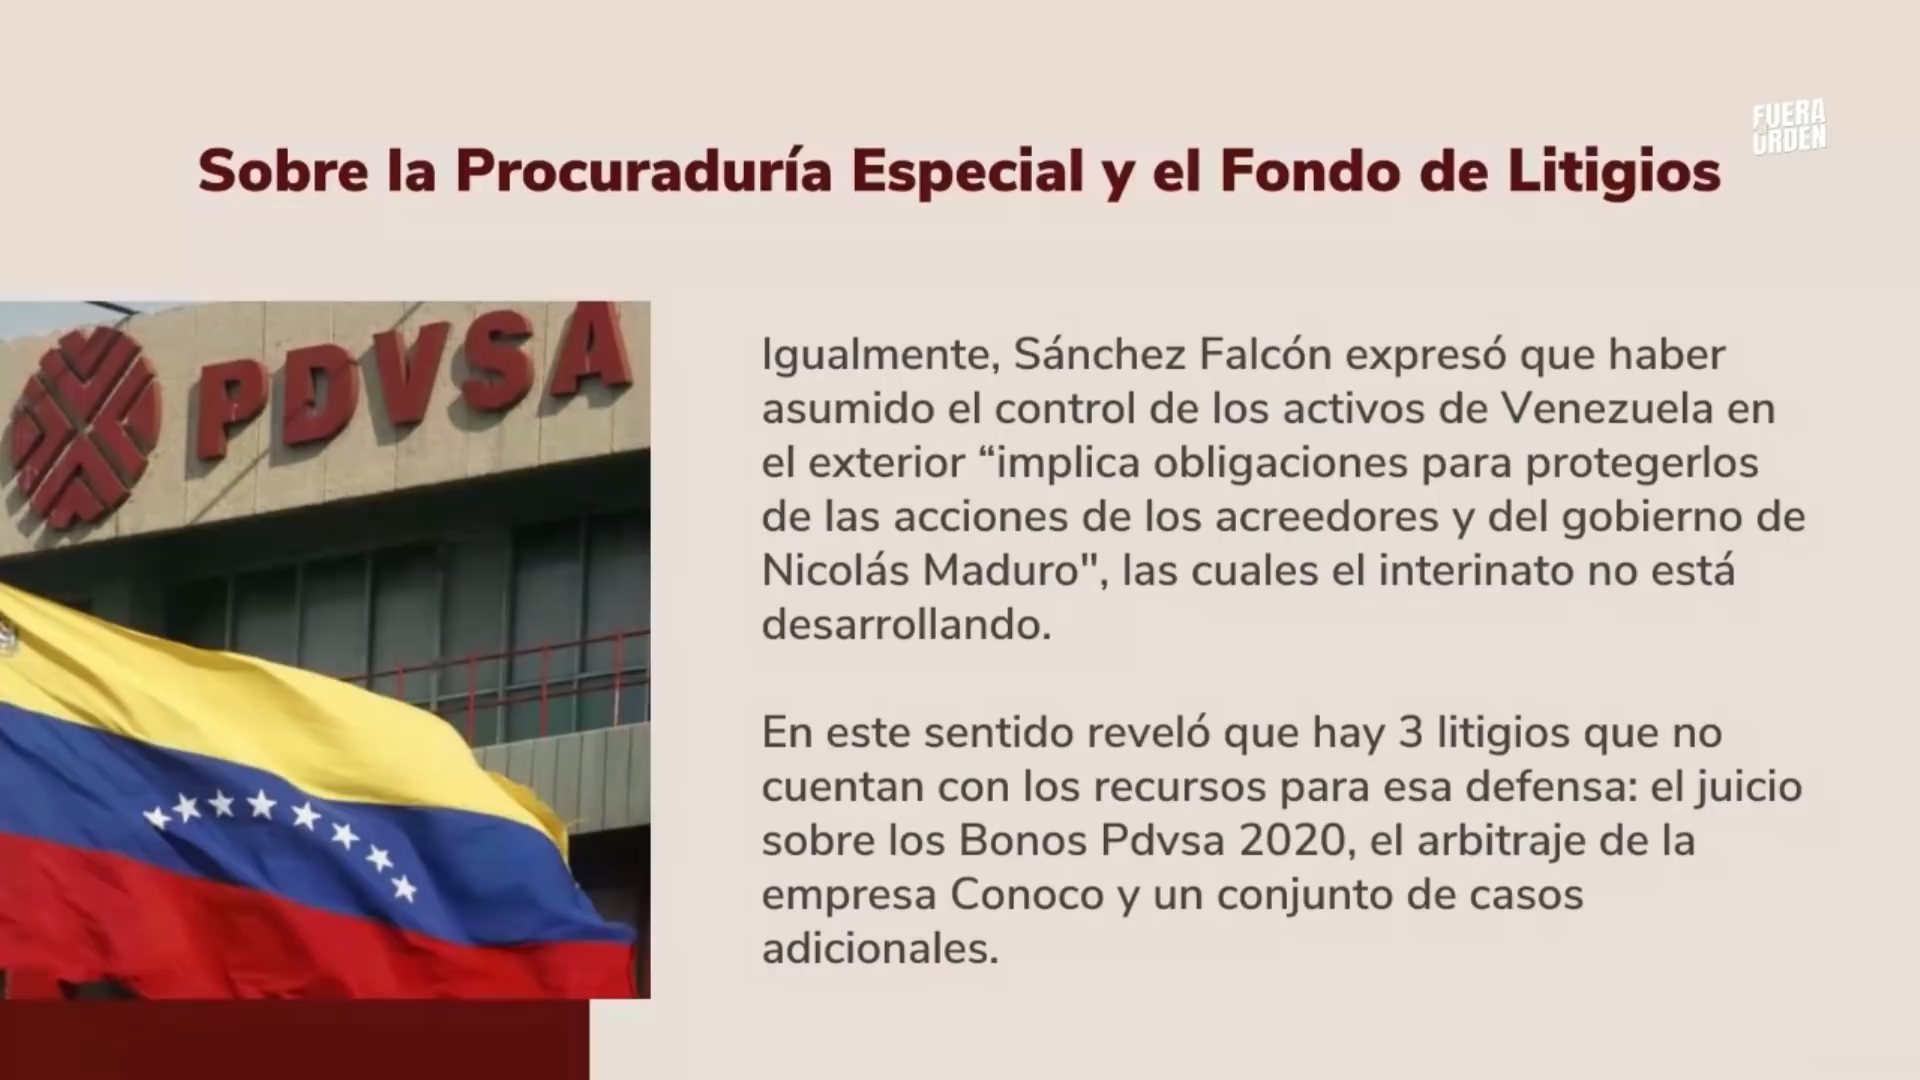 FUERA
ORDEN
Sobre la Procuraduría Especial y el Fondo de Litigios
PDVSA
Igualmente, Sánchez Falcón expresó que haber
asumido el control de los activos de Venezuela en
el exterior “implica obligaciones para protegerlos
de las acciones de los acreedores y del gobierno de
Nicolás Maduro", las cuales el interinato no está
desarrollando.
En este sentido reveló que hay 3 litigios que no
cuentan con los recursos para esa defensa: el juicio
sobre los Bonos Pdvsa 2020, el arbitraje de la
empresa Conoco y un conjunto de casos
adicionales.